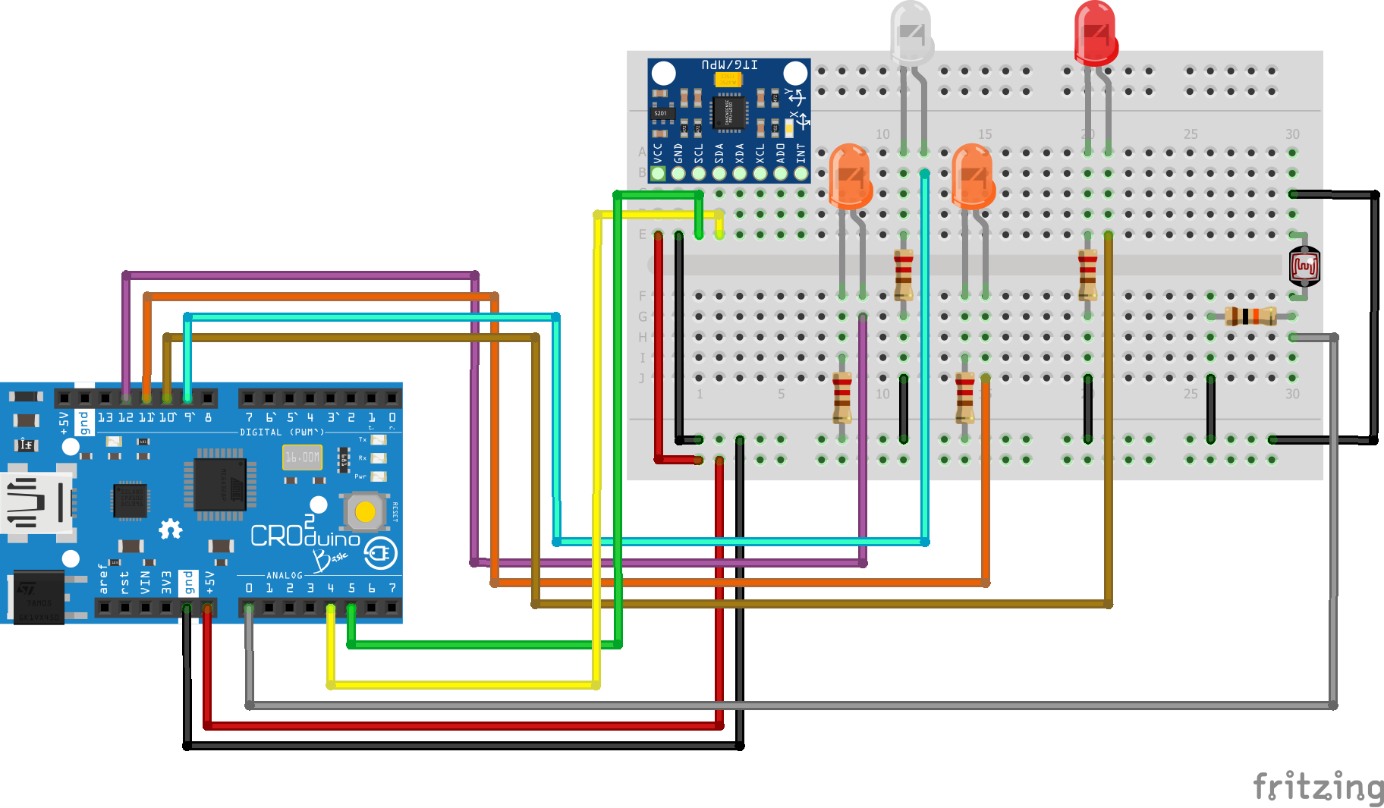 ITG/MPU
Y
X
VCC GND SCL SDA XDA XCL ADO INT
10 15 20 25 30
A
B
E
F
G
H
I
J
1 10 25 30
+5V gnd 13 12 11~ 10~ 9~ 8 7 6~ 5~ 4 3~ 2 1 0
DIGITAL (PWM~)
Tx
Rx
Pwr
16.00M
RESET
CROduino2
Basic
ANALOG
aref rst VIN 3V3 gnd +5V 0 1 2 3 4 5 6 7
fritzing